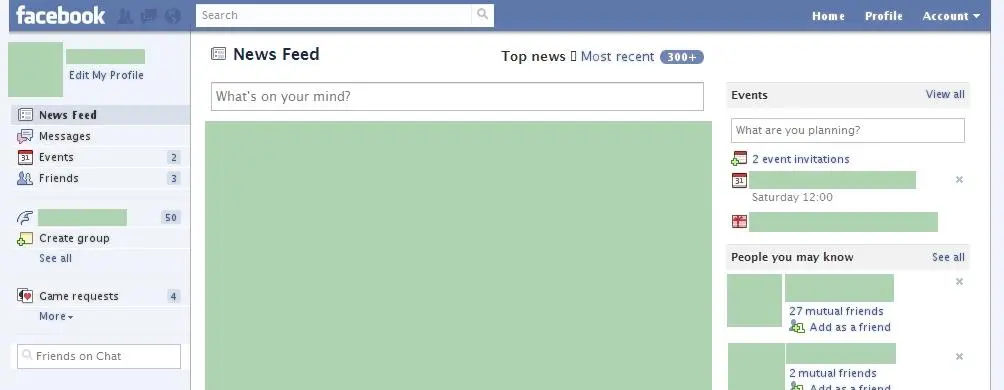 facebook
Search
Home Profile Account
Edit My Profile
News Feed
Messages
Events 2
Friends 3
50
Create group
See all
Game requests 4
More
Friends on Chat
News Feed
Top news Most recent 300+
What's on your mind?
Events View all
What are you planning?
2 event invitations
31
Saturday 12:00
People you may know See all
27 mutual friends
Add as a friend
2 mutual friends
Add as a friend